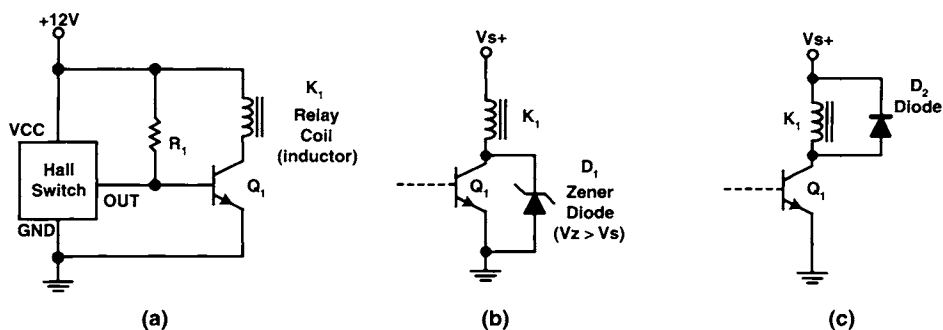 +12V
VCC
Hall
Switch
OUT
GND
R1
K1
Relay
Coil
(inductor)
Q1
(a)
Vs+
K1
Q1
D1
Zener
Diode
(Vz > Vs)
(b)
Vs+
K1
D2
Diode
Q1
(c)